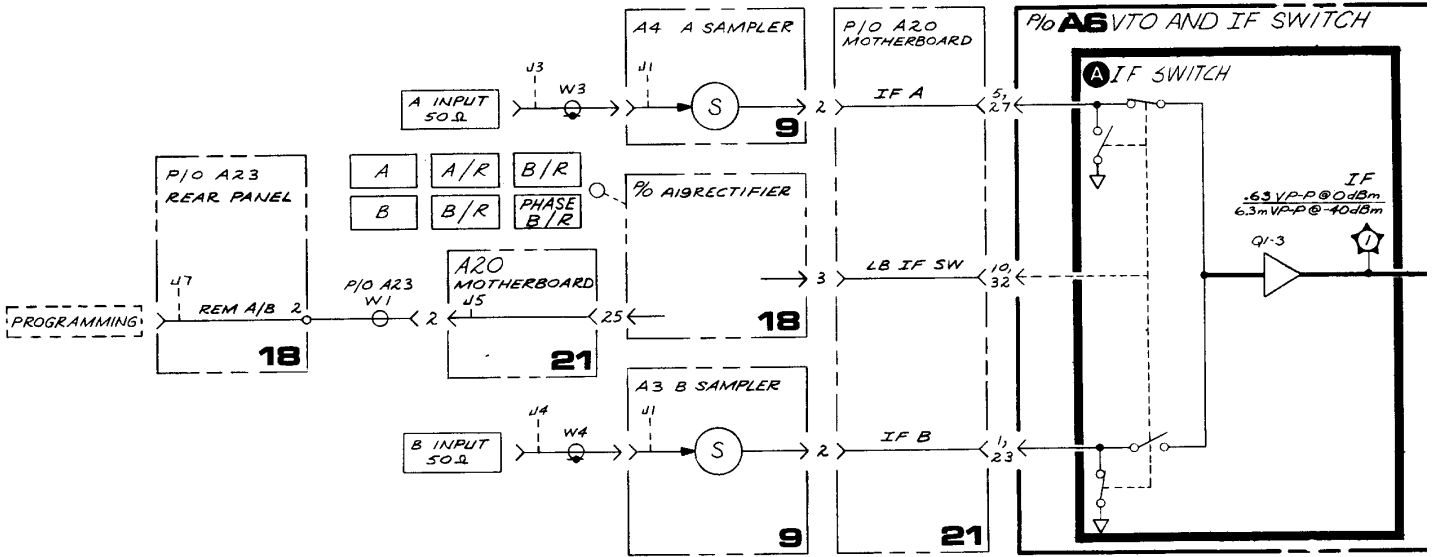 P/O A6 VTO AND IF SWITCH
A4 A SAMPLER
P/O A20
MOTHERBOARD
A IF SWITCH
J3
W3
J1
A INPUT
50Ω
S
2
IF A
5,
27
9
P/O A23
REAR PANEL
A
A/R
B/R
B
B/R
PHASE
B/R
P/O A19 RECTIFIER
IF
.63 VP-P @ 0dBm
6.3mVP-P @ -40dBm
Q1-3
1
A20
MOTHERBOARD
3
LB IF SW
10,
32
J7
P/O A23
W1
J5
PROGRAMMING
REM A/B 2
2
25
18
21
18
A3 B SAMPLER
J4
W4
J1
B INPUT
50Ω
S
2
IF B
1,
23
9
21